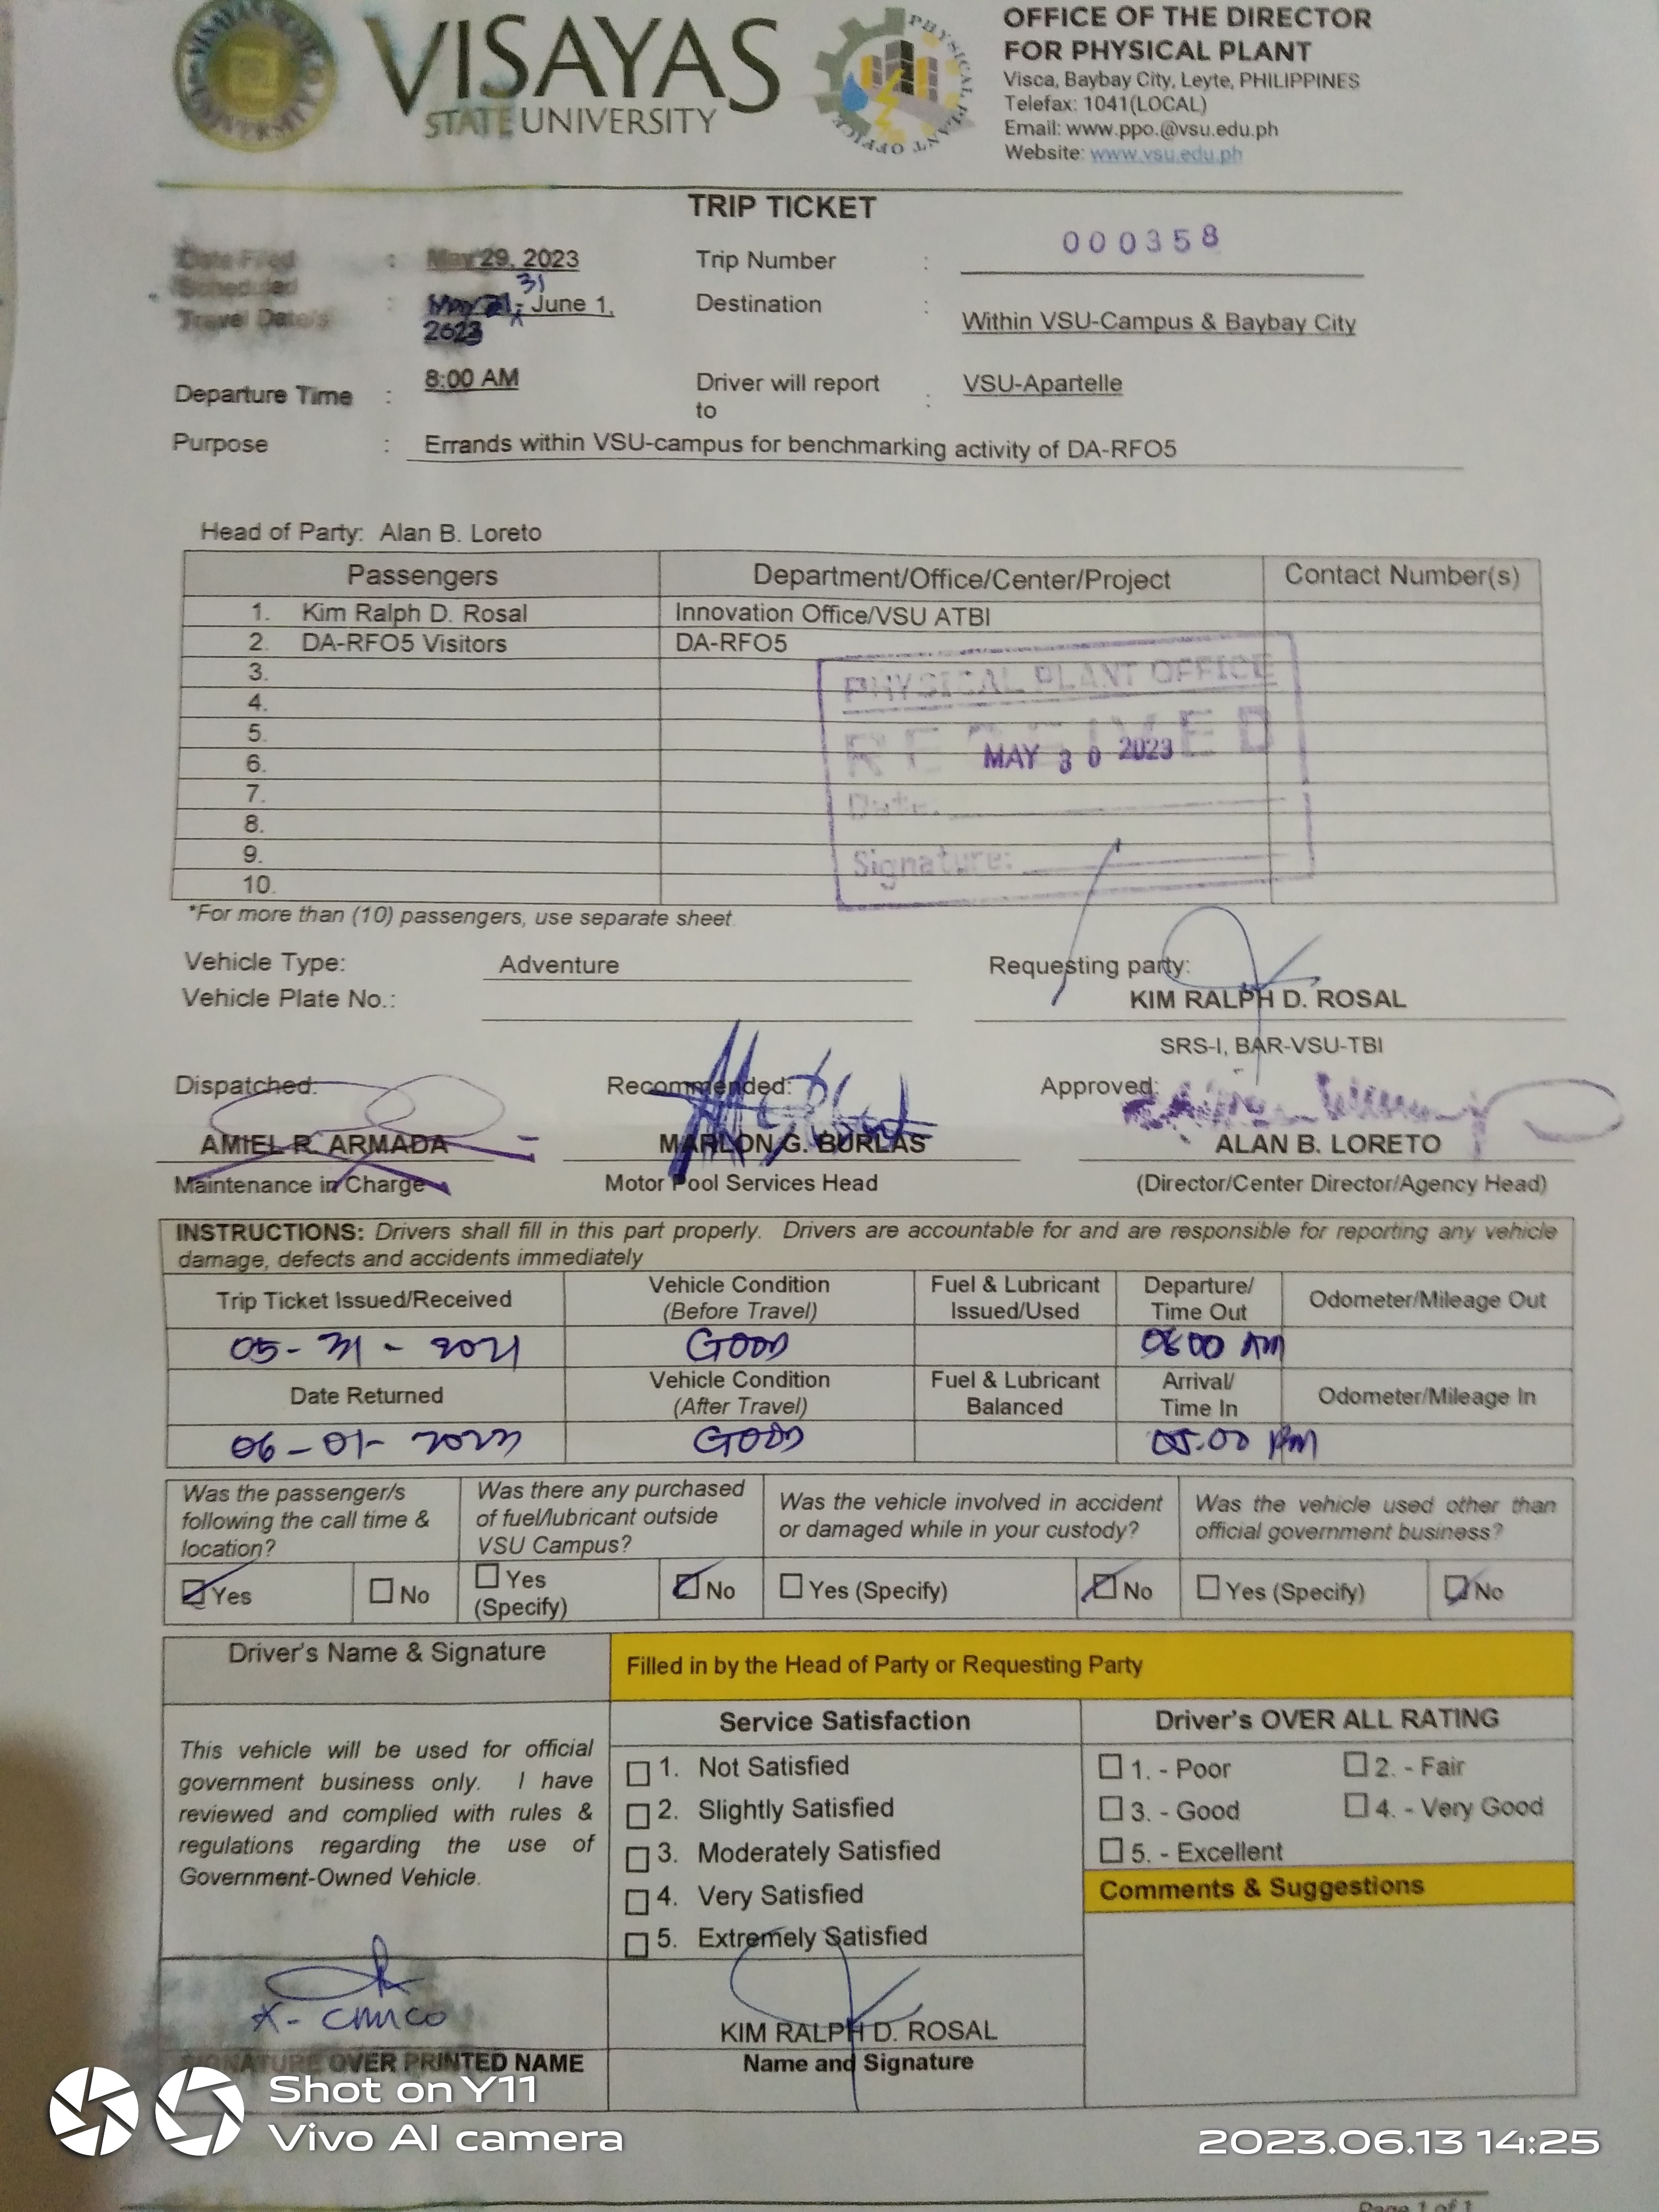 VISAYAS
STATE UNIVERSITY
PHYSICAL PLANT OFFICE
OFFICE OF THE DIRECTOR
FOR PHYSICAL PLANT
Visca, Baybay City, Leyte, PHILIPPINES
Telefax: 1041(LOCAL)
Email: www.ppo.@vsu.edu.ph
Website: www.vsu.edu.ph
TRIP TICKET
Date Filed : May 29, 2023 Trip Number : 000358
Scheduled Travel Date/s : 31 - June 1, 2023 Destination : Within VSU-Campus & Baybay City
Departure Time : 8:00 AM Driver will report to : VSU-Apartelle
Purpose : Errands within VSU-campus for benchmarking activity of DA-RFO5
Head of Party: Alan B. Loreto
Passengers Department/Office/Center/Project Contact Number(s)
1. Kim Ralph D. Rosal Innovation Office/VSU ATBI
2. DA-RFO5 Visitors DA-RFO5
3.
4.
5.
6.
7.
8.
9.
10.
PHYSICAL PLANT OFFICE
RECEIVED
MAY 30 2023
Date:
Signature:
*For more than (10) passengers, use separate sheet
Vehicle Type: Adventure Requesting party:
Vehicle Plate No.: KIM RALPH D. ROSAL
SRS-I, BAR-VSU-TBI
Dispatched: Recommended: Approved:
AMIEL R. ARMADA MARLON G. BURLAS ALAN B. LORETO
Maintenance in Charge Motor Pool Services Head (Director/Center Director/Agency Head)
INSTRUCTIONS: Drivers shall fill in this part properly. Drivers are accountable for and are responsible for reporting any vehicle
damage, defects and accidents immediately
Trip Ticket Issued/Received Vehicle Condition (Before Travel) Fuel & Lubricant Issued/Used Departure/ Time Out Odometer/Mileage Out
05-31-2021 GOOD 08:00 AM
Date Returned Vehicle Condition (After Travel) Fuel & Lubricant Balanced Arrival/ Time In Odometer/Mileage In
06-01-2023 GOOD 05:00 PM
Was the passenger/s following the call time & location?
Yes No
Was there any purchased of fuel/lubricant outside VSU Campus?
Yes (Specify) No
Was the vehicle involved in accident or damaged while in your custody?
Yes (Specify) No
Was the vehicle used other than official government business?
Yes (Specify) No
Driver's Name & Signature
Filled in by the Head of Party or Requesting Party
This vehicle will be used for official
government business only. I have
reviewed and complied with rules &
regulations regarding the use of
Government-Owned Vehicle.
Service Satisfaction
1. Not Satisfied
2. Slightly Satisfied
3. Moderately Satisfied
4. Very Satisfied
5. Extremely Satisfied
Driver's OVER ALL RATING
1. - Poor 2. - Fair
3. - Good 4. - Very Good
5. - Excellent
Comments & Suggestions
KIM RALPH D. ROSAL
SIGNATURE OVER PRINTED NAME
Name and Signature
Shot on Y11
Vivo AI camera
2023.06.13 14:25
Page 1 of 1